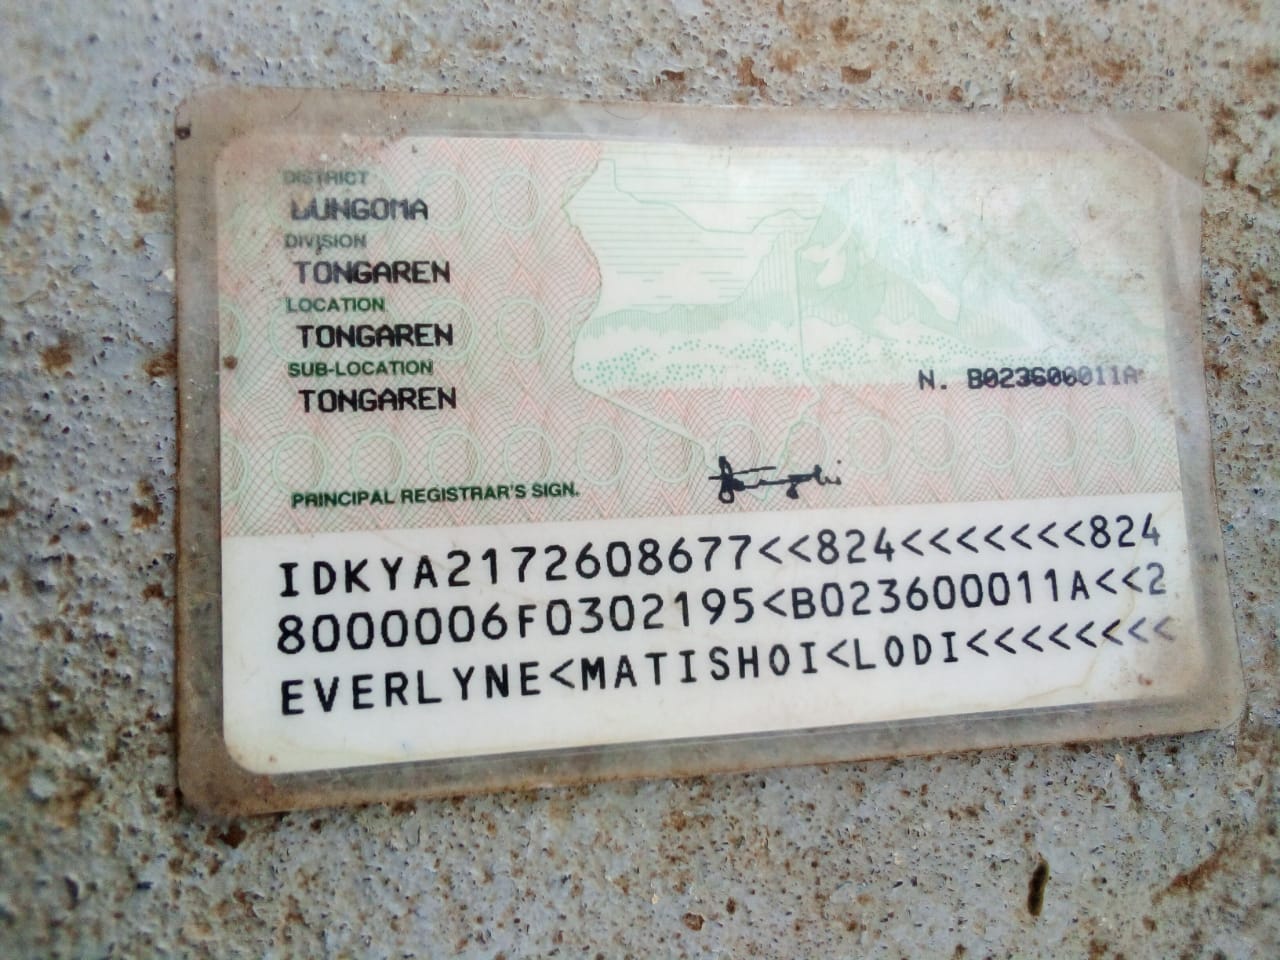 DISTRICT
BUNGOMA
DIVISION
TONGAREN
LOCATION
TONGAREN
SUB-LOCATION
TONGAREN
N. B023600011A
PRINCIPAL REGISTRAR'S SIGN.
IDKYA2172608677<<824<<<<<<<824
8000006F0302195<B023600011A<<2
EVERLYNE<MATISHOI<LODI<<<<<<<<